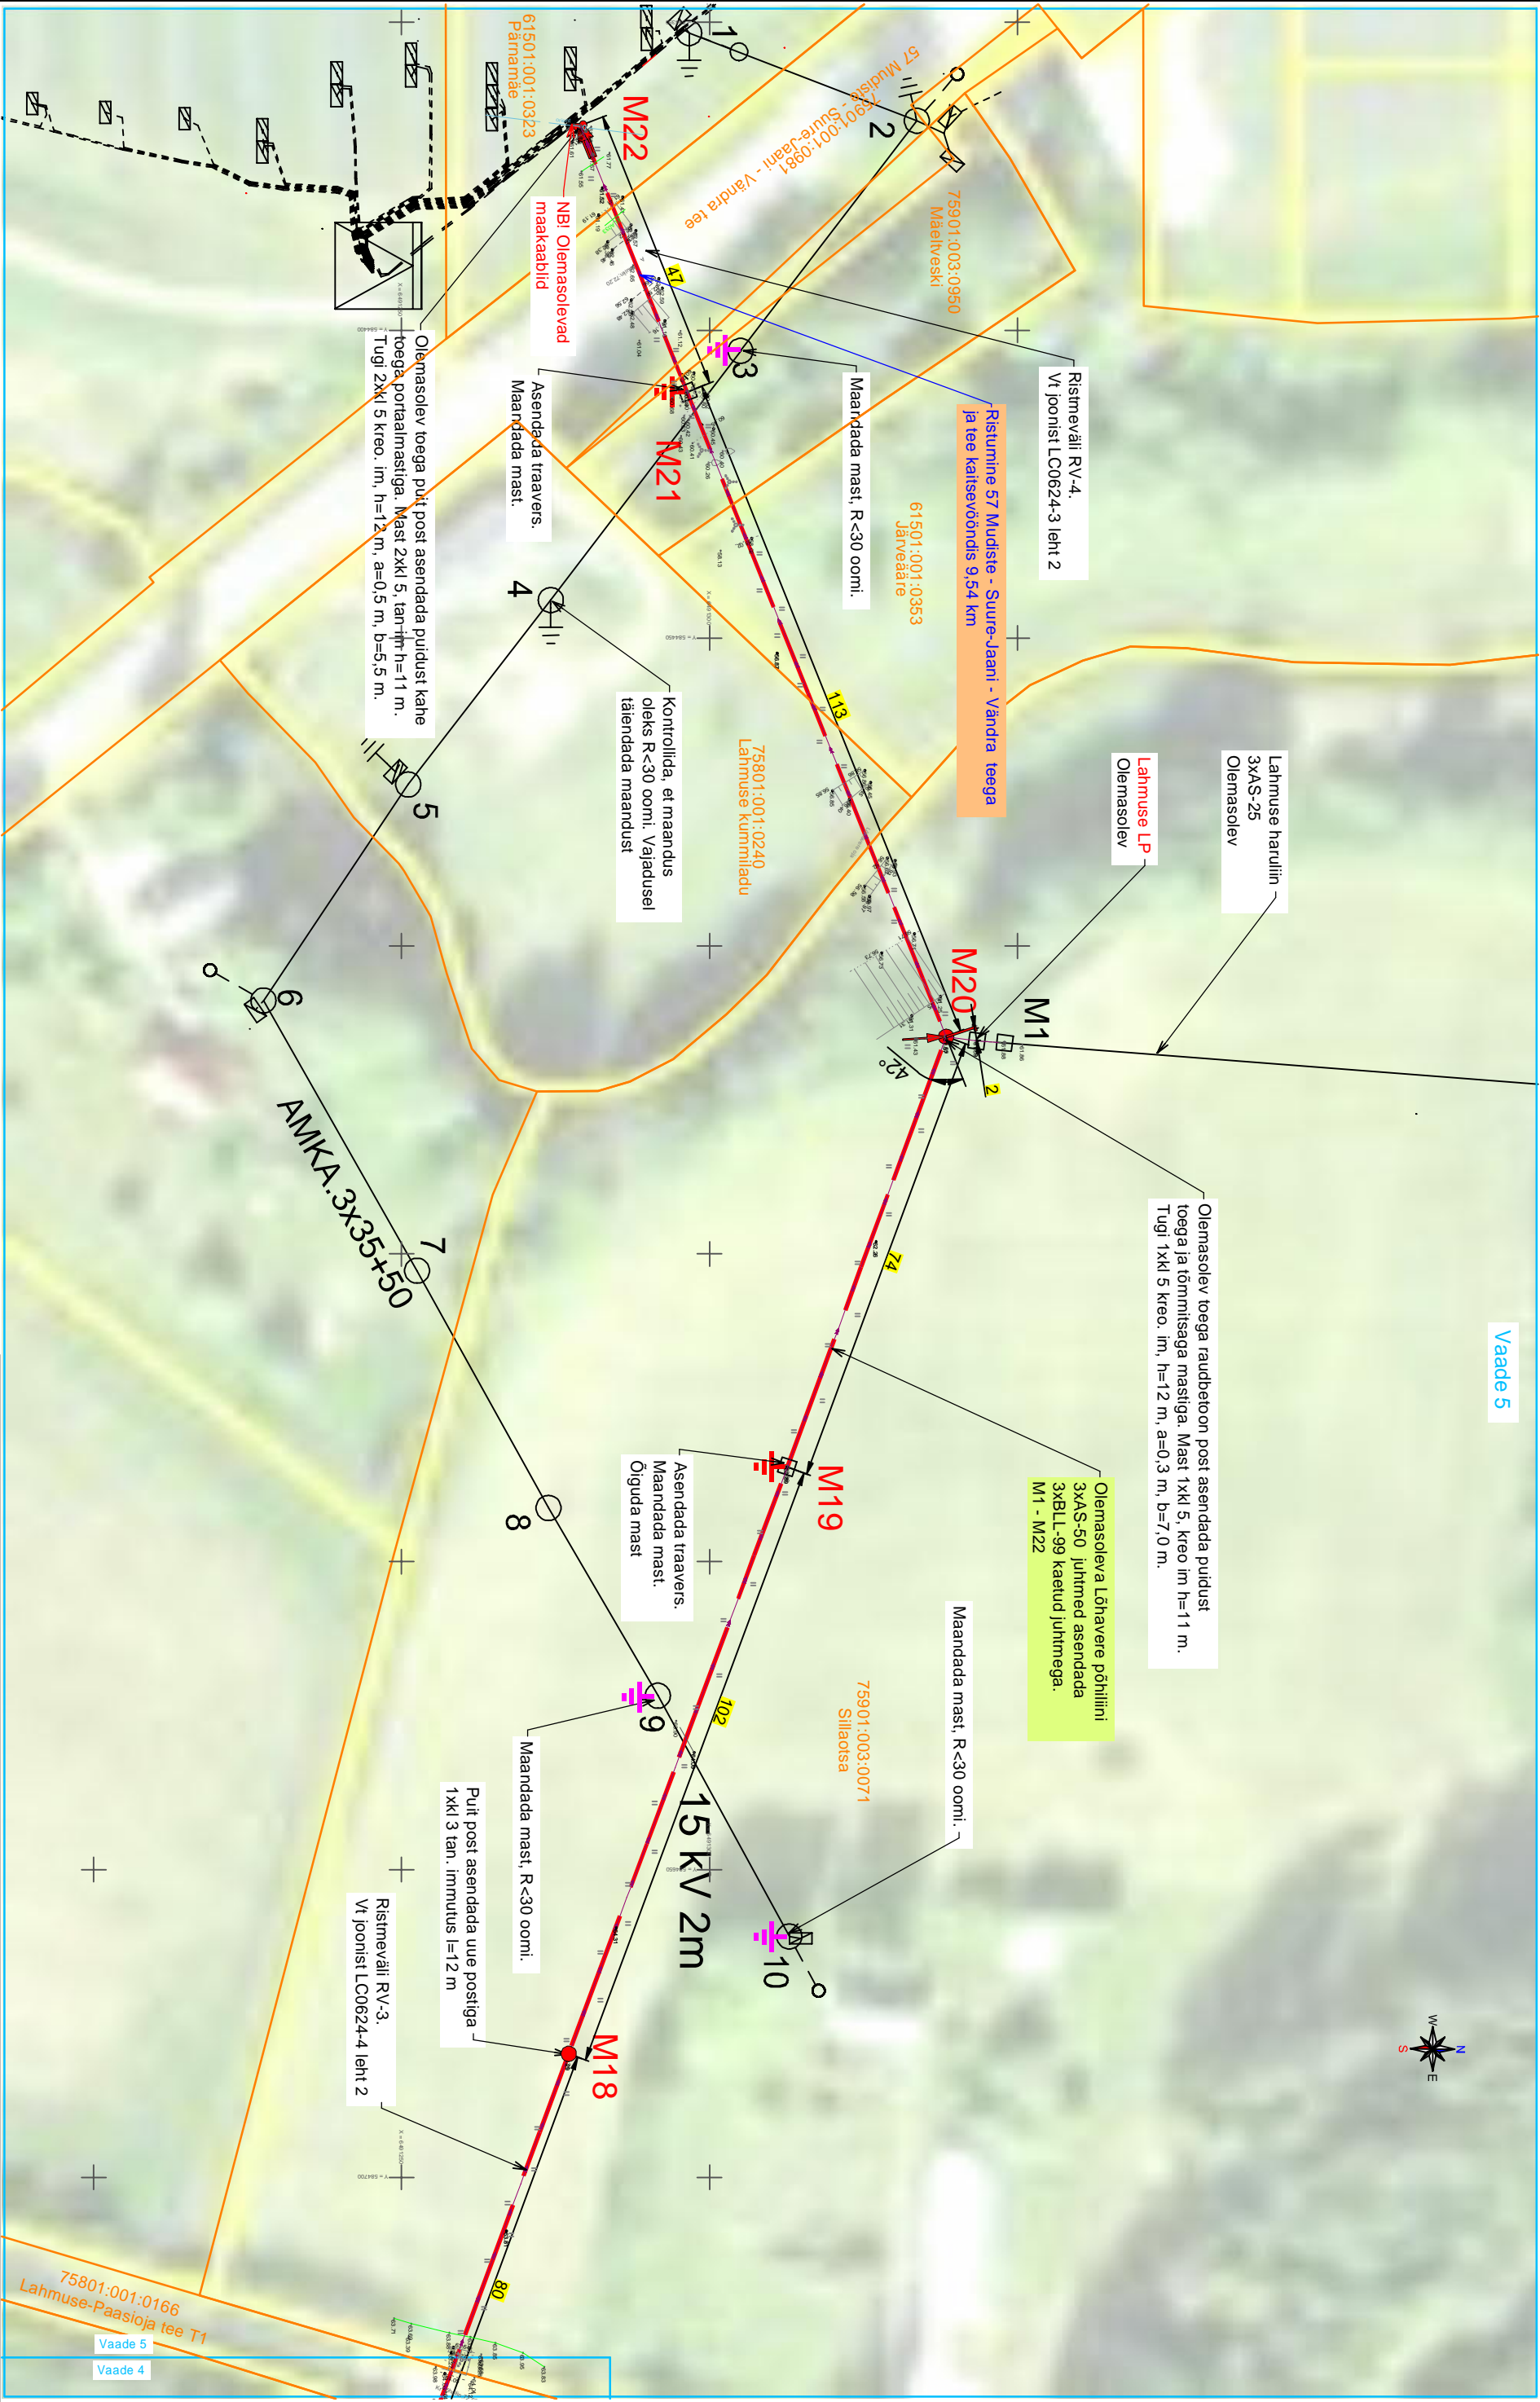 Vaade 5
N
E
S
W
Lahmuse haruliin
3xAS-25
Olemasolev
Lahmuse LP
Olemasolev
Olemasolev toega raudbetoon post asendada puidust
toega ja tõmmitsaga mastiga. Mast 1xkl 5, kreo im h=11 m.
Tugi 1xkl 5 kreo. im, h=12 m, a=0,3 m, b=7,0 m.
Olemasoleva Lõhavere põhiliini
3xAS-50 juhtmed asendada
3xBLL-99 kaetud juhtmega.
M1 - M22
Ristmeväli RV-4.
Vt joonist LC0624-3 leht 2
Ristumine 57 Mudiste - Suure-Jaani - Vändra teega
ja tee kaitsevööndis 9,54 km
Maandada mast, R<30 oomi.
75901:003:0950
Mäeltveski
61501:001:0353
Järveääre
75901:001:0981
57 Mudiste - Suure-Jaani - Vändra tee
61501:001:0323
Pärnamäe
NB! Olemasolevad
maakaablid
Olemasolev toega puit post asendada puidust kahe
toega portaalmastiga. Mast 2xkl 5, tan im h=11 m.
Tugi 2xkl 5 kreo. im, h=12 m, a=0,5 m, b=5,5 m.
Asendada traavers.
Maandada mast.
Kontrollida, et maandus
oleks R<30 oomi. Vajadusel
täiendada maandust
75801:001:0240
Lahmuse kummiladu
Asendada traavers.
Maandada mast.
Õiguda mast
Maandada mast, R<30 oomi.
75901:003:0071
Sillaotsa
Maandada mast, R<30 oomi.
Puit post asendada uue postiga
1xkl 3 tan. immutus l=12 m
Ristmeväli RV-3.
Vt joonist LC0624-4 leht 2
75801:001:0166
Lahmuse-Paasioja tee T1
AMKA.3x35+50
15 kV 2m
M22
M21
M20
M1
M19
M18
1
2
3
4
5
6
7
8
9
10
47
113
2
42°
74
102
80
Vaade 5
Vaade 4